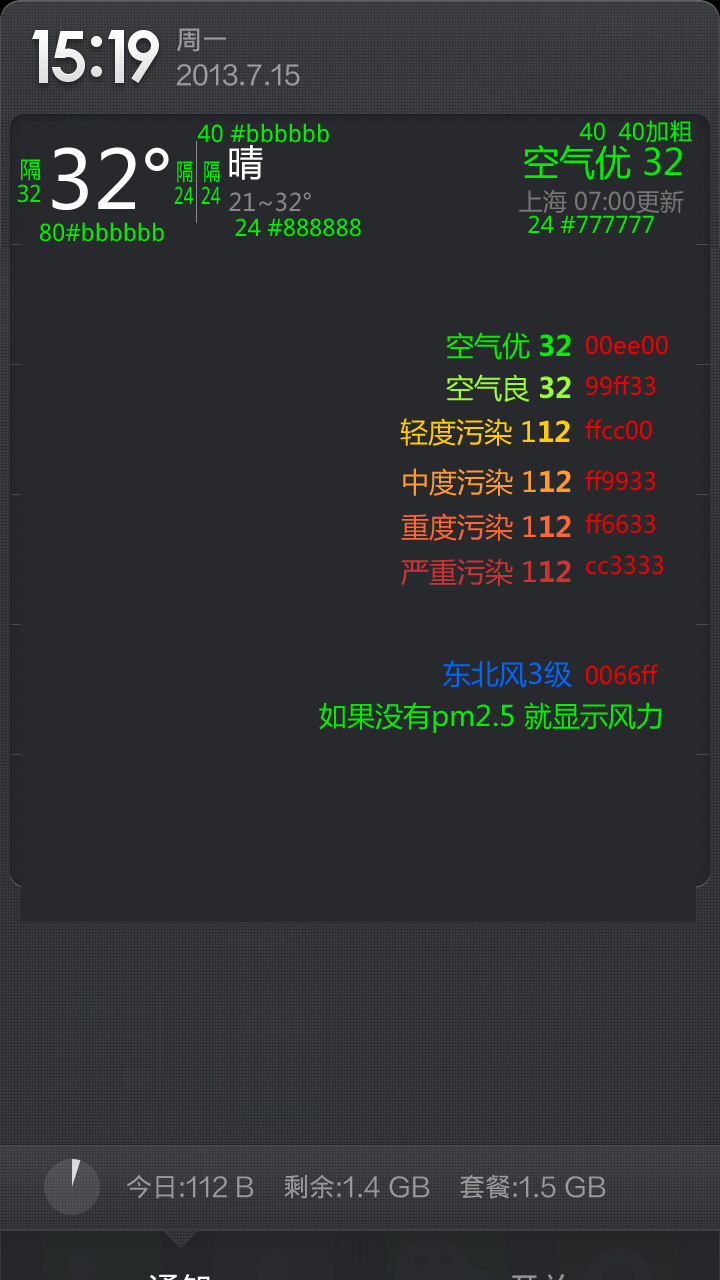 15:19 周一
2013.7.15
40 #bbbbbb 40 40加粗
隔 32 32° 隔 24 隔 24 晴 空气优 32
21~32° 上海 07:00更新
80#bbbbbb 24 #888888 24 #777777
空气优 32 00ee00
空气良 32 99ff33
轻度污染 112 ffcc00
中度污染 112 ff9933
重度污染 112 ff6633
严重污染 112 cc3333
东北风3级 0066ff
如果没有pm2.5 就显示风力
今日:112 B 剩余:1.4 GB 套餐:1.5 GB
通知 开关